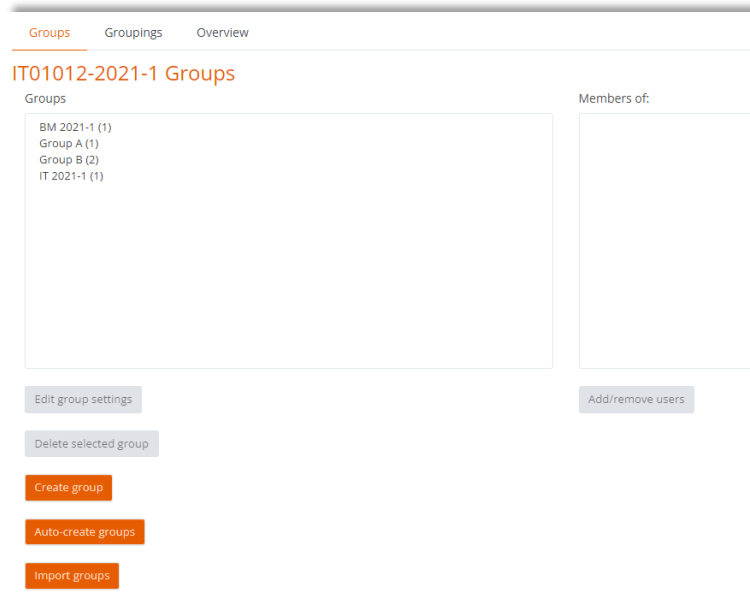 Groups Groupings Overview
IT01012-2021-1 Groups
Groups
Members of:
BM 2021-1 (1)
Group A (1)
Group B (2)
IT 2021-1 (1)
Edit group settings
Add/remove users
Delete selected group
Create group
Auto-create groups
Import groups